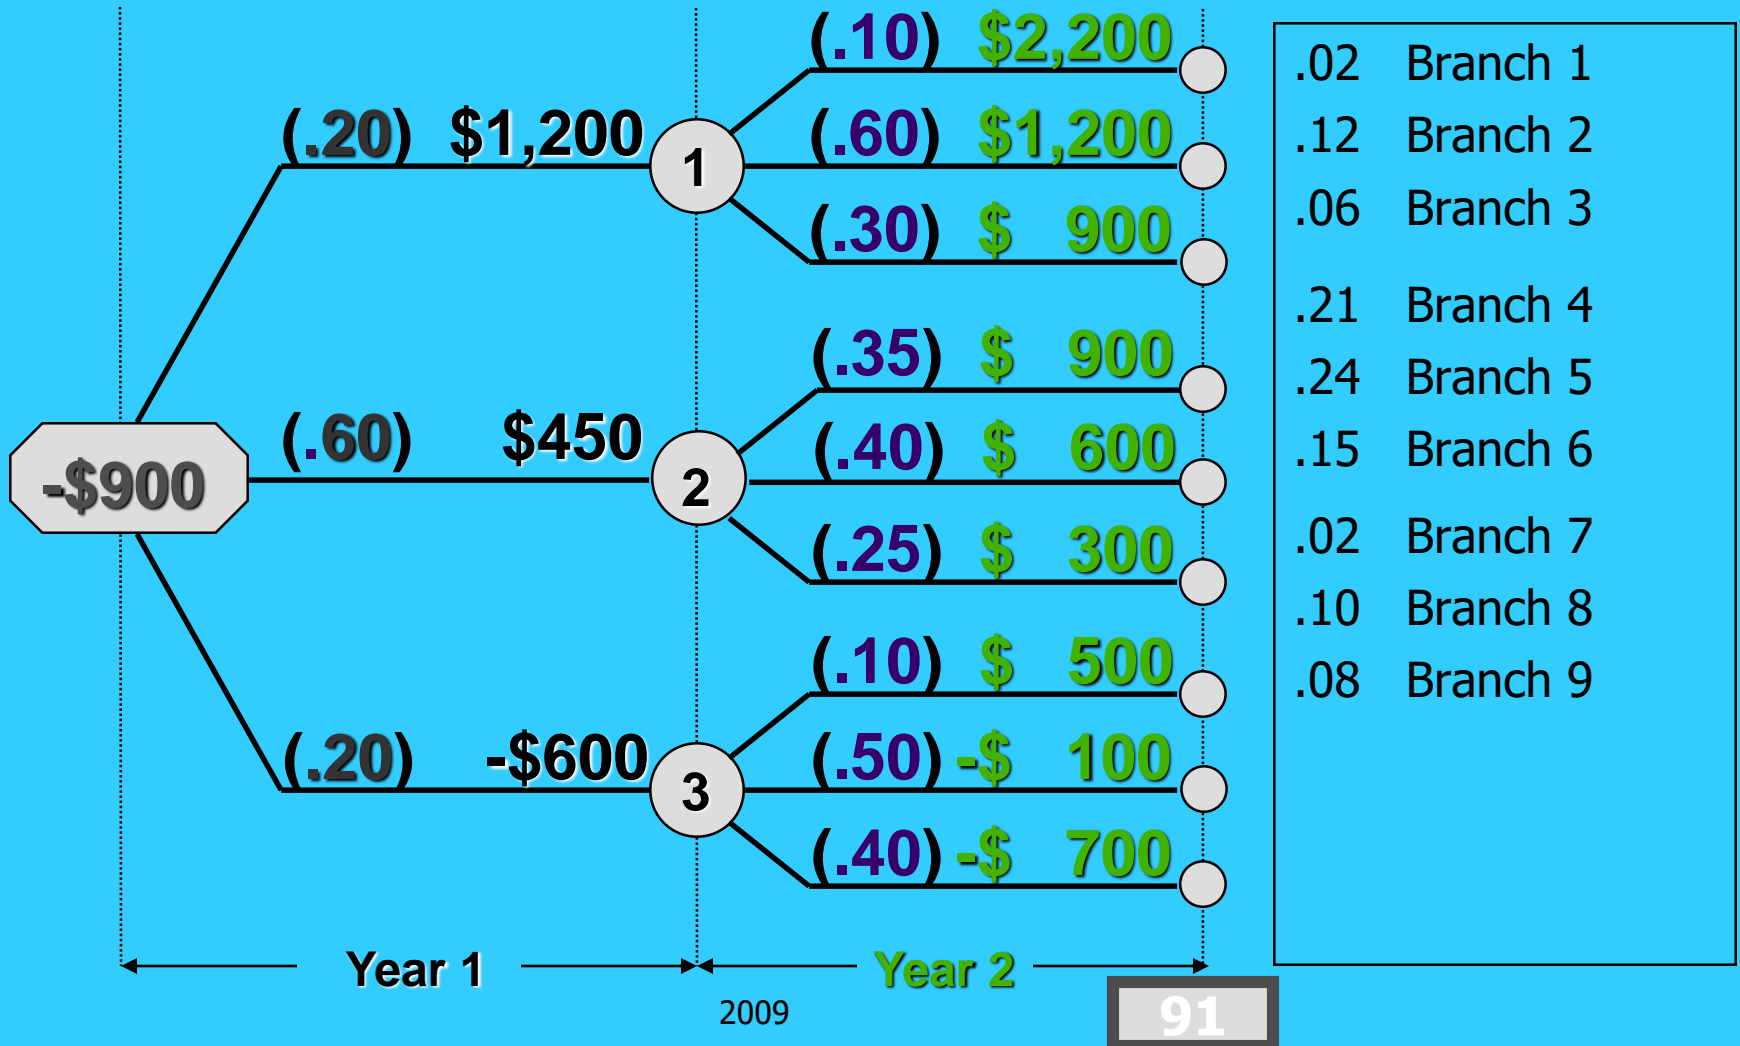 (.10) $2,200
(.20) $1,200
1
(.60) $1,200
(.30) $ 900
(.35) $ 900
-$900
(.60) $450
2
(.40) $ 600
(.25) $ 300
(.10) $ 500
(.20) -$600
3
(.50) -$ 100
(.40) -$ 700
Year 1
Year 2
.02 Branch 1
.12 Branch 2
.06 Branch 3
.21 Branch 4
.24 Branch 5
.15 Branch 6
.02 Branch 7
.10 Branch 8
.08 Branch 9
2009
91